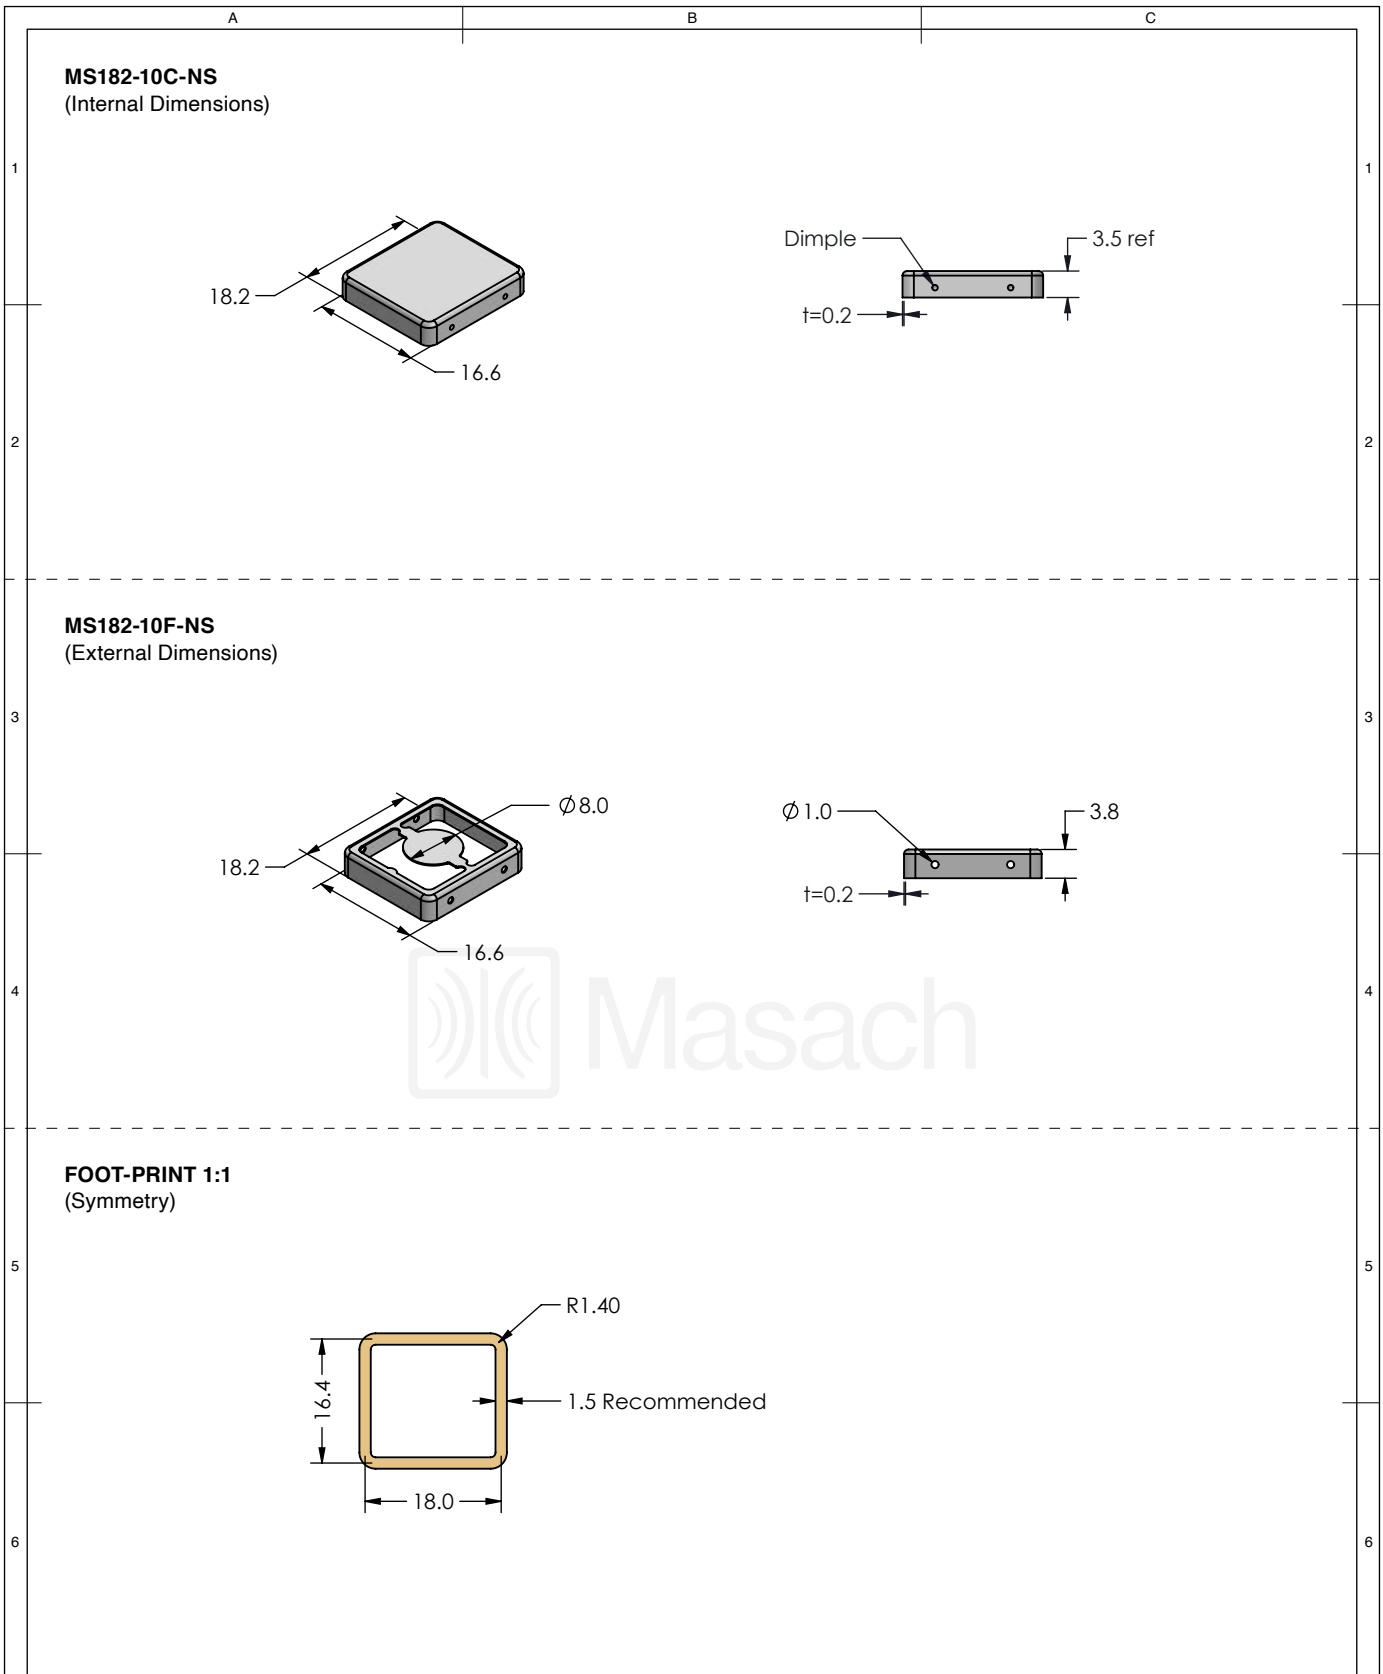 A B C
MS182-10C-NS
(Internal Dimensions)
1 1
Dimple 3.5 ref
18.2
t=0.2
16.6
2 2
MS182-10F-NS
(External Dimensions)
3 3
Ø8.0 Ø1.0 3.8
18.2
t=0.2
16.6
4 4
Masach
FOOT-PRINT 1:1
(Symmetry)
5 5
R1.40
16.4
1.5 Recommended
18.0
6 6